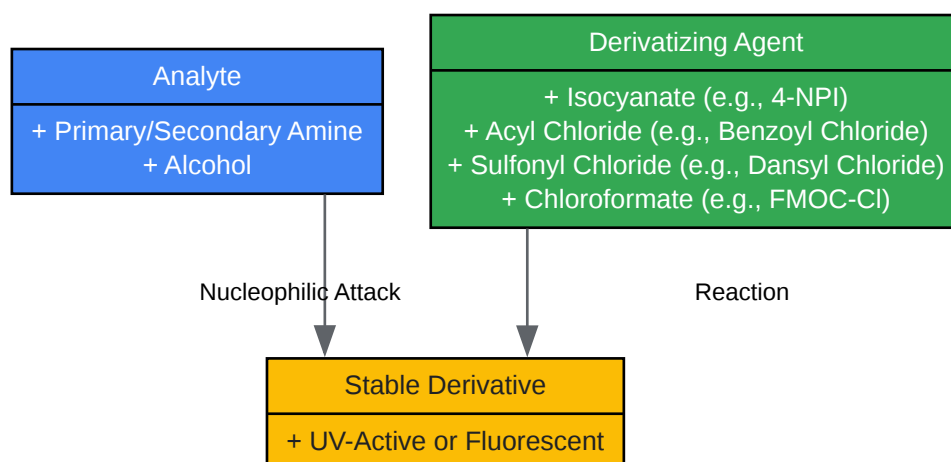 Analyte
+ Primary/Secondary Amine
+ Alcohol
Derivatizing Agent
+ Isocyanate (e.g., 4-NPI)
+ Acyl Chloride (e.g., Benzoyl Chloride)
+ Sulfonyl Chloride (e.g., Dansyl Chloride)
+ Chloroformate (e.g., FMOC-Cl)
Nucleophilic Attack
Reaction
Stable Derivative
+ UV-Active or Fluorescent